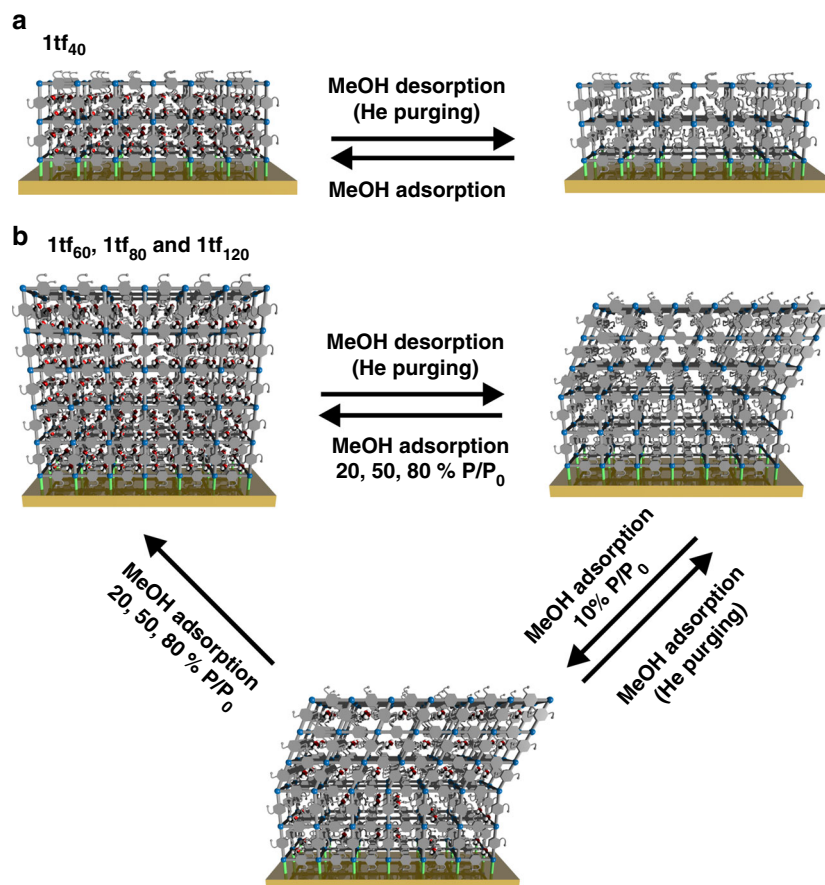 a
1tf₄₀
MeOH desorption
(He purging)
MeOH adsorption
b
1tf₆₀, 1tf₈₀ and 1tf₁₂₀
MeOH desorption
(He purging)
MeOH adsorption
20, 50, 80 % P/P₀
MeOH adsorption
20, 50, 80 % P/P₀
MeOH adsorption
10% P/P₀
MeOH adsorption
(He purging)